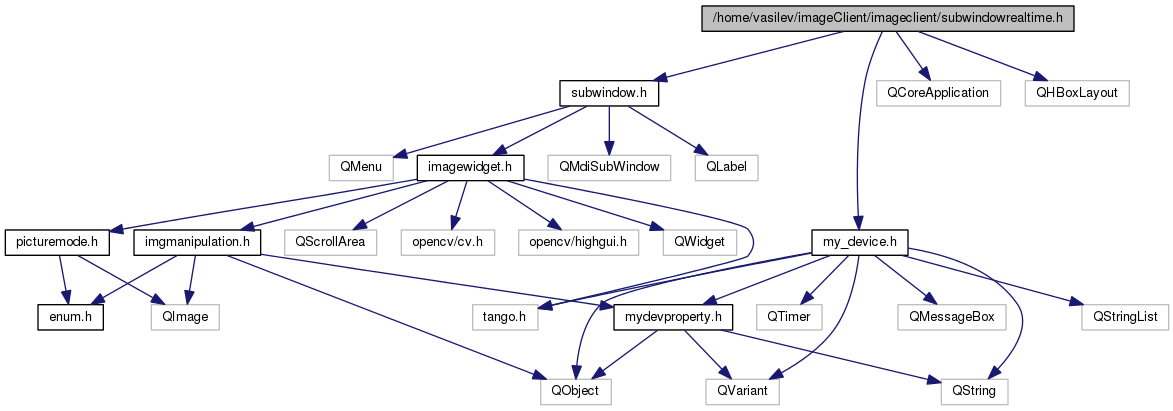 /home/vasilev/imageClient/imageclient/subwindowrealtime.h
subwindow.h
QCoreApplication
QHBoxLayout
QMenu
imagewidget.h
QMdiSubWindow
QLabel
picturemode.h
imgmanipulation.h
QScrollArea
opencv/cv.h
opencv/highgui.h
QWidget
my_device.h
enum.h
QImage
tango.h
mydevproperty.h
QTimer
QMessageBox
QStringList
QObject
QVariant
QString